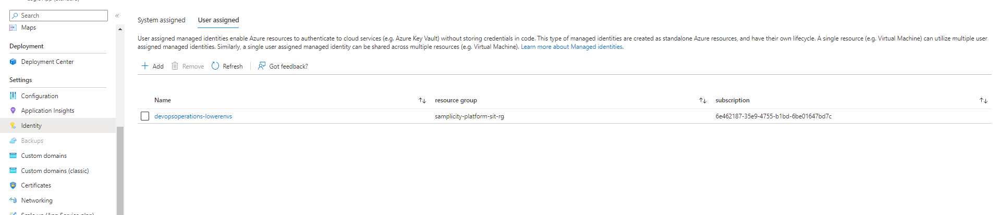 Search
«
Maps
Deployment
Deployment Center
Settings
Configuration
Application Insights
Identity
Backups
Custom domains
Custom domains (classic)
Certificates
Networking
System assigned User assigned
User assigned managed identities enable Azure resources to authenticate to cloud services (e.g. Azure Key Vault) without storing credentials in code. This type of managed identities are created as standalone Azure resources, and have their own lifecycle. A single resource (e.g. Virtual Machine) can utilize multiple user
assigned managed identities. Similarly, a single user assigned managed identity can be shared across multiple resources (e.g. Virtual Machine). Learn more about Managed identities.
Add Remove Refresh Got feedback?
Name resource group subscription
devopsoperations-lowerenvs samplicity-platform-sit-rg 6e462187-35e9-4755-b1bd-6be01647bd7c